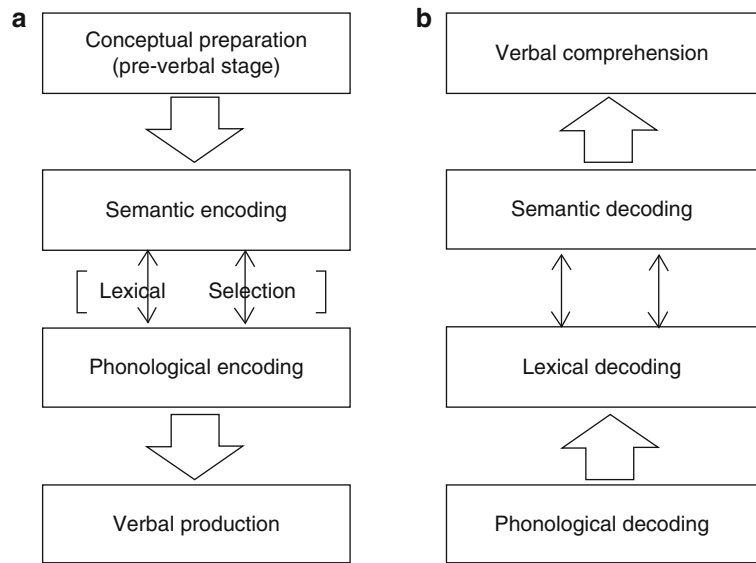 a
Conceptual preparation
(pre-verbal stage)
Semantic encoding
[ Lexical Selection ]
Phonological encoding
Verbal production
b
Verbal comprehension
Semantic decoding
Lexical decoding
Phonological decoding